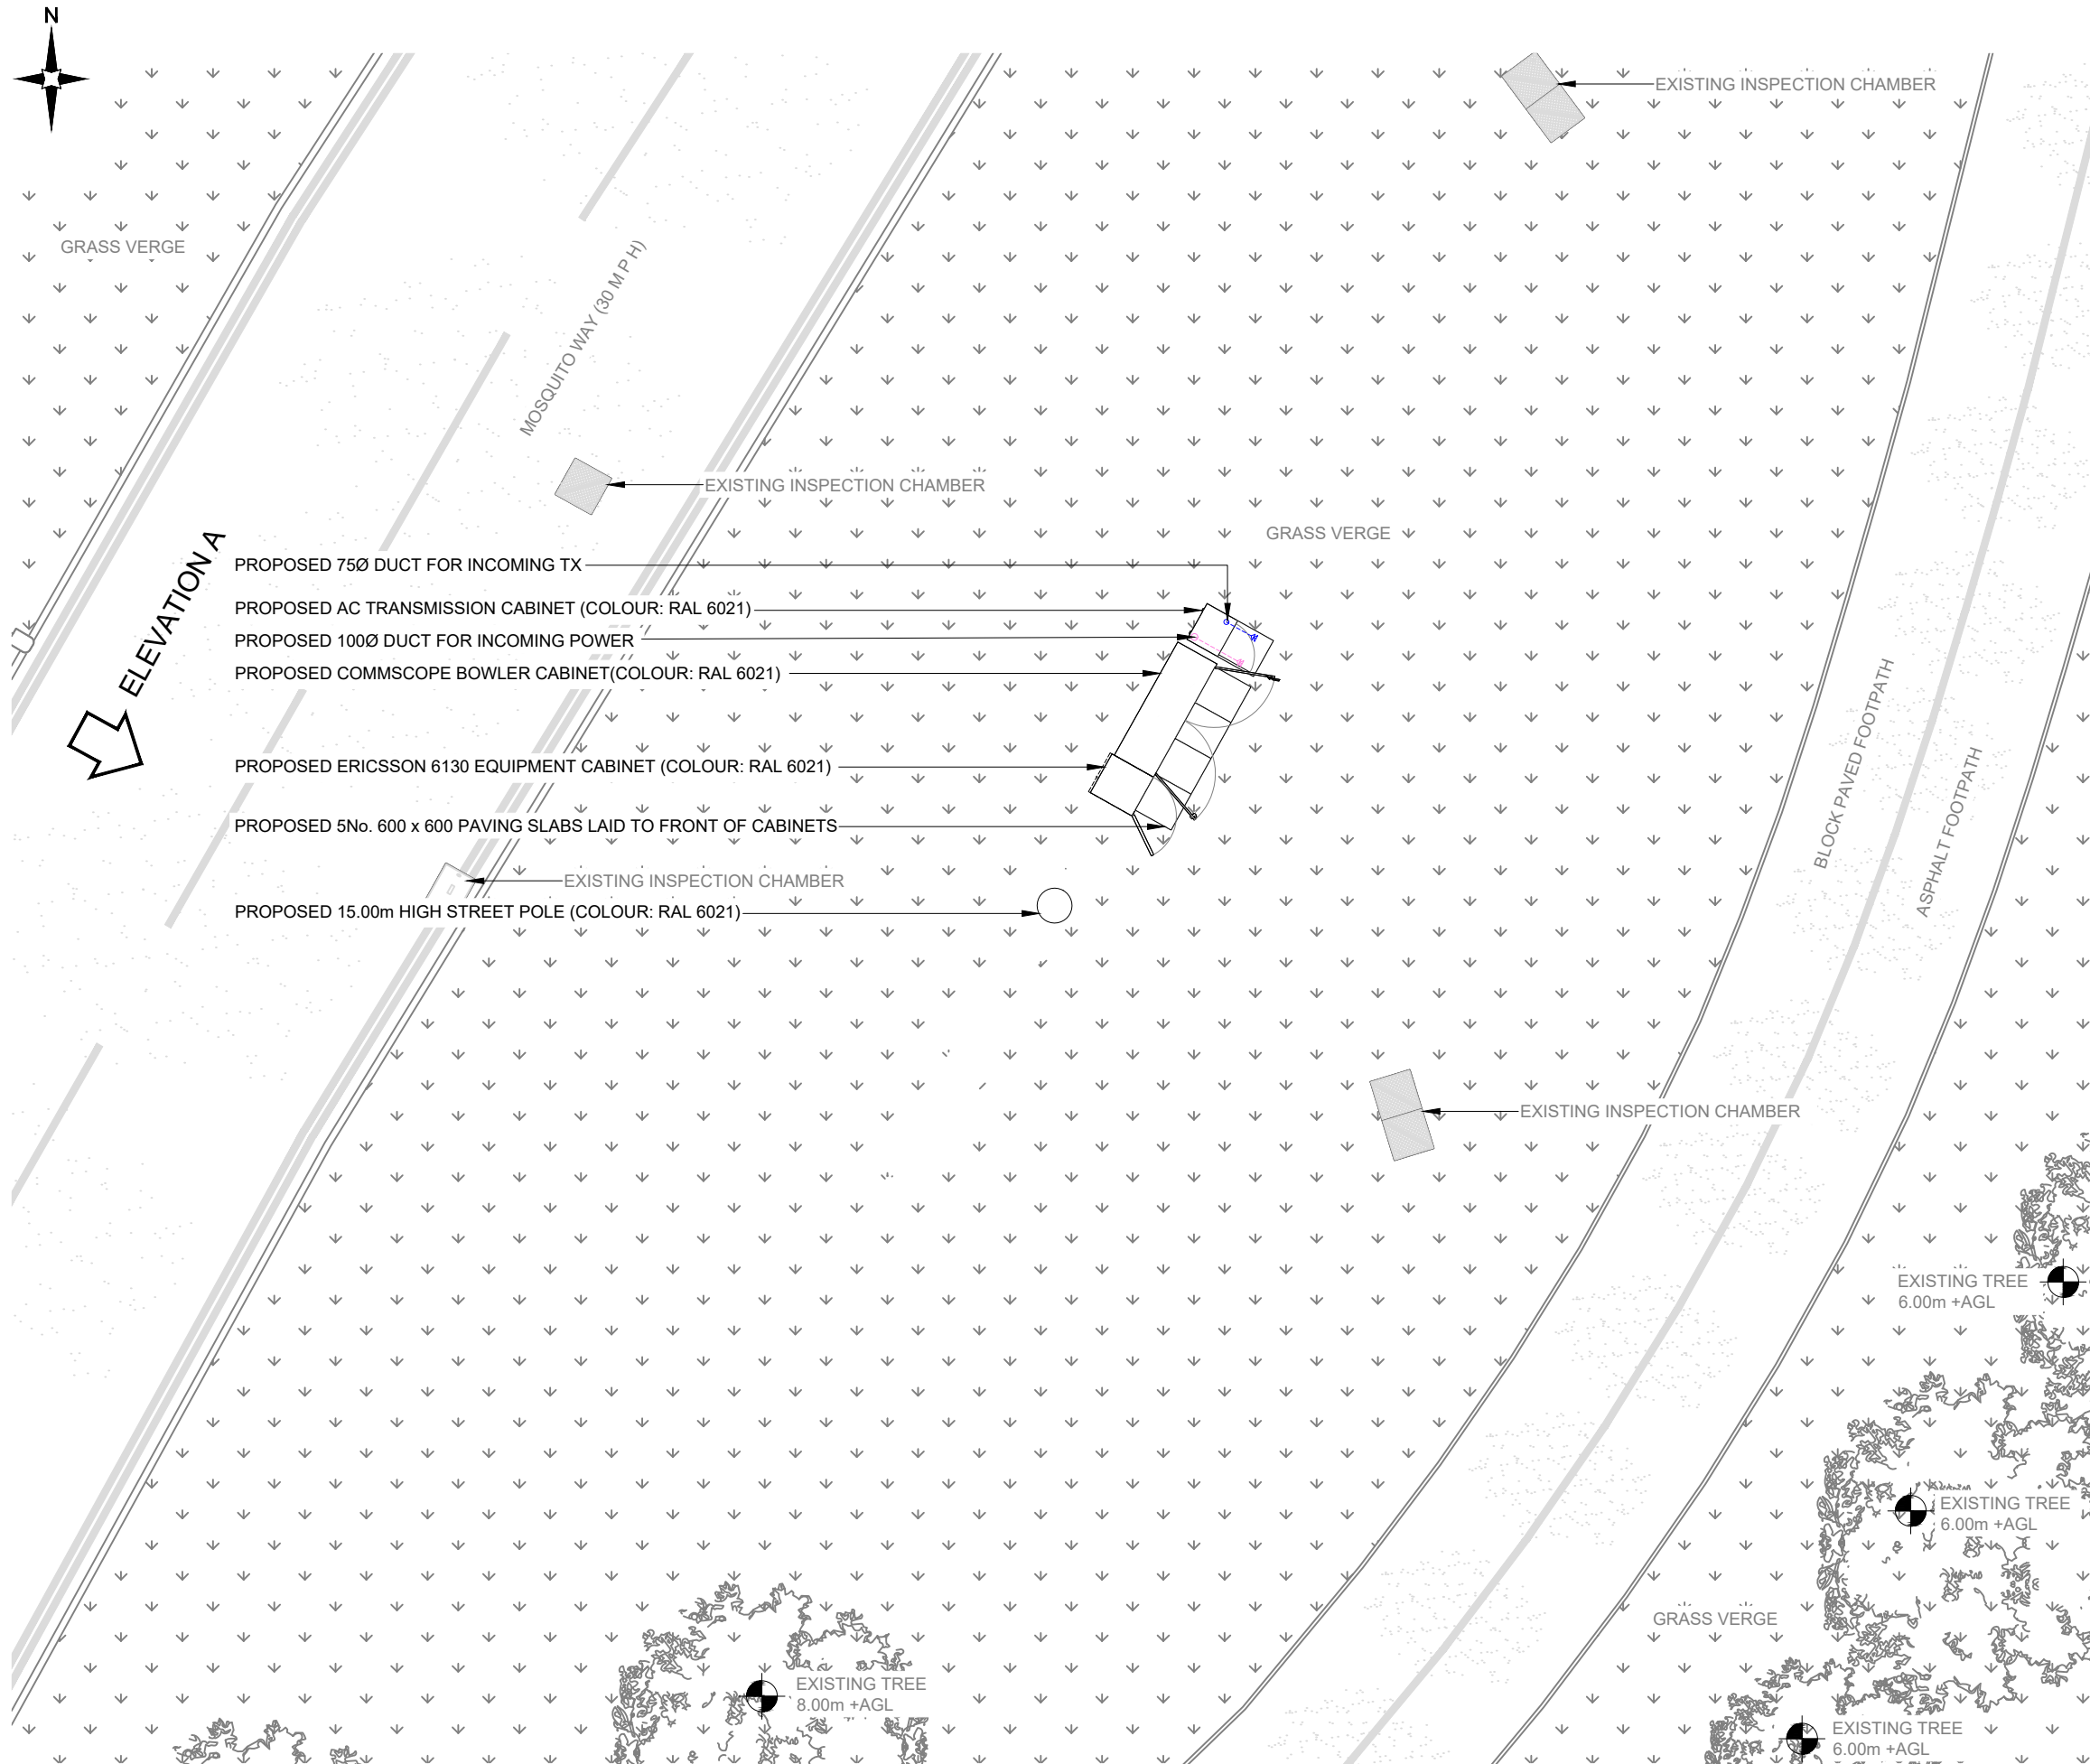 N
EXISTING INSPECTION CHAMBER
GRASS VERGE
MOSQUITO WAY (30 M P H)
EXISTING INSPECTION CHAMBER
GRASS VERGE
ELEVATION A
PROPOSED 75Ø DUCT FOR INCOMING TX
PROPOSED AC TRANSMISSION CABINET (COLOUR: RAL 6021)
PROPOSED 100Ø DUCT FOR INCOMING POWER
PROPOSED COMMSCOPE BOWLER CABINET(COLOUR: RAL 6021)
PROPOSED ERICSSON 6130 EQUIPMENT CABINET (COLOUR: RAL 6021)
PROPOSED 5No. 600 x 600 PAVING SLABS LAID TO FRONT OF CABINETS
EXISTING INSPECTION CHAMBER
PROPOSED 15.00m HIGH STREET POLE (COLOUR: RAL 6021)
BLOCK PAVED FOOTPATH
ASPHALT FOOTPATH
EXISTING INSPECTION CHAMBER
EXISTING TREE
6.00m +AGL
EXISTING TREE
6.00m +AGL
GRASS VERGE
EXISTING TREE
8.00m +AGL
EXISTING TREE
6.00m +AGL